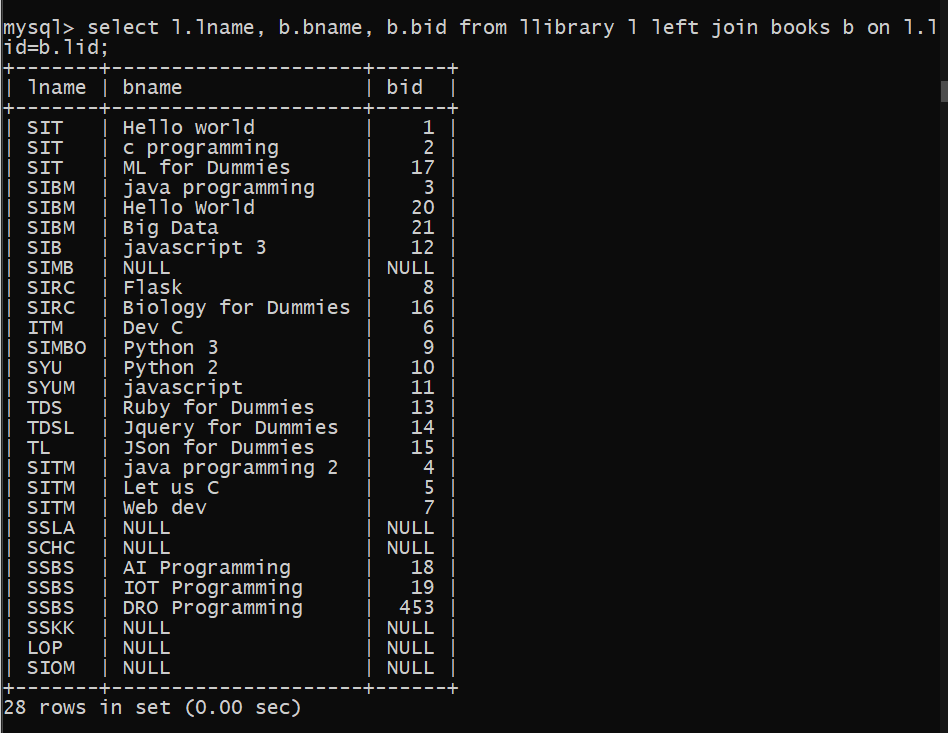 mysql> select l.lname, b.bname, b.bid from llibrary l left join books b on l.l
id=b.lid;
+-------+---------------------+------+
| lname | bname               | bid  |
+-------+---------------------+------+
| SIT   | Hello world         |    1 |
| SIT   | c programming       |    2 |
| SIT   | ML for Dummies      |   17 |
| SIBM  | java programming    |    3 |
| SIBM  | Hello World         |   20 |
| SIBM  | Big Data            |   21 |
| SIB   | javascript 3        |   12 |
| SIMB  | NULL                | NULL |
| SIRC  | Flask               |    8 |
| SIRC  | Biology for Dummies |   16 |
| ITM   | Dev C               |    6 |
| SIMBO | Python 3            |    9 |
| SYU   | Python 2            |   10 |
| SYUM  | javascript          |   11 |
| TDS   | Ruby for Dummies    |   13 |
| TDSL  | Jquery for Dummies  |   14 |
| TL    | JSon for Dummies    |   15 |
| SITM  | java programming 2  |    4 |
| SITM  | Let us C            |    5 |
| SITM  | Web dev             |    7 |
| SSLA  | NULL                | NULL |
| SCHC  | NULL                | NULL |
| SSBS  | AI Programming      |   18 |
| SSBS  | IOT Programming     |   19 |
| SSBS  | DRO Programming     |  453 |
| SSKK  | NULL                | NULL |
| LOP   | NULL                | NULL |
| SIOM  | NULL                | NULL |
+-------+---------------------+------+
28 rows in set (0.00 sec)